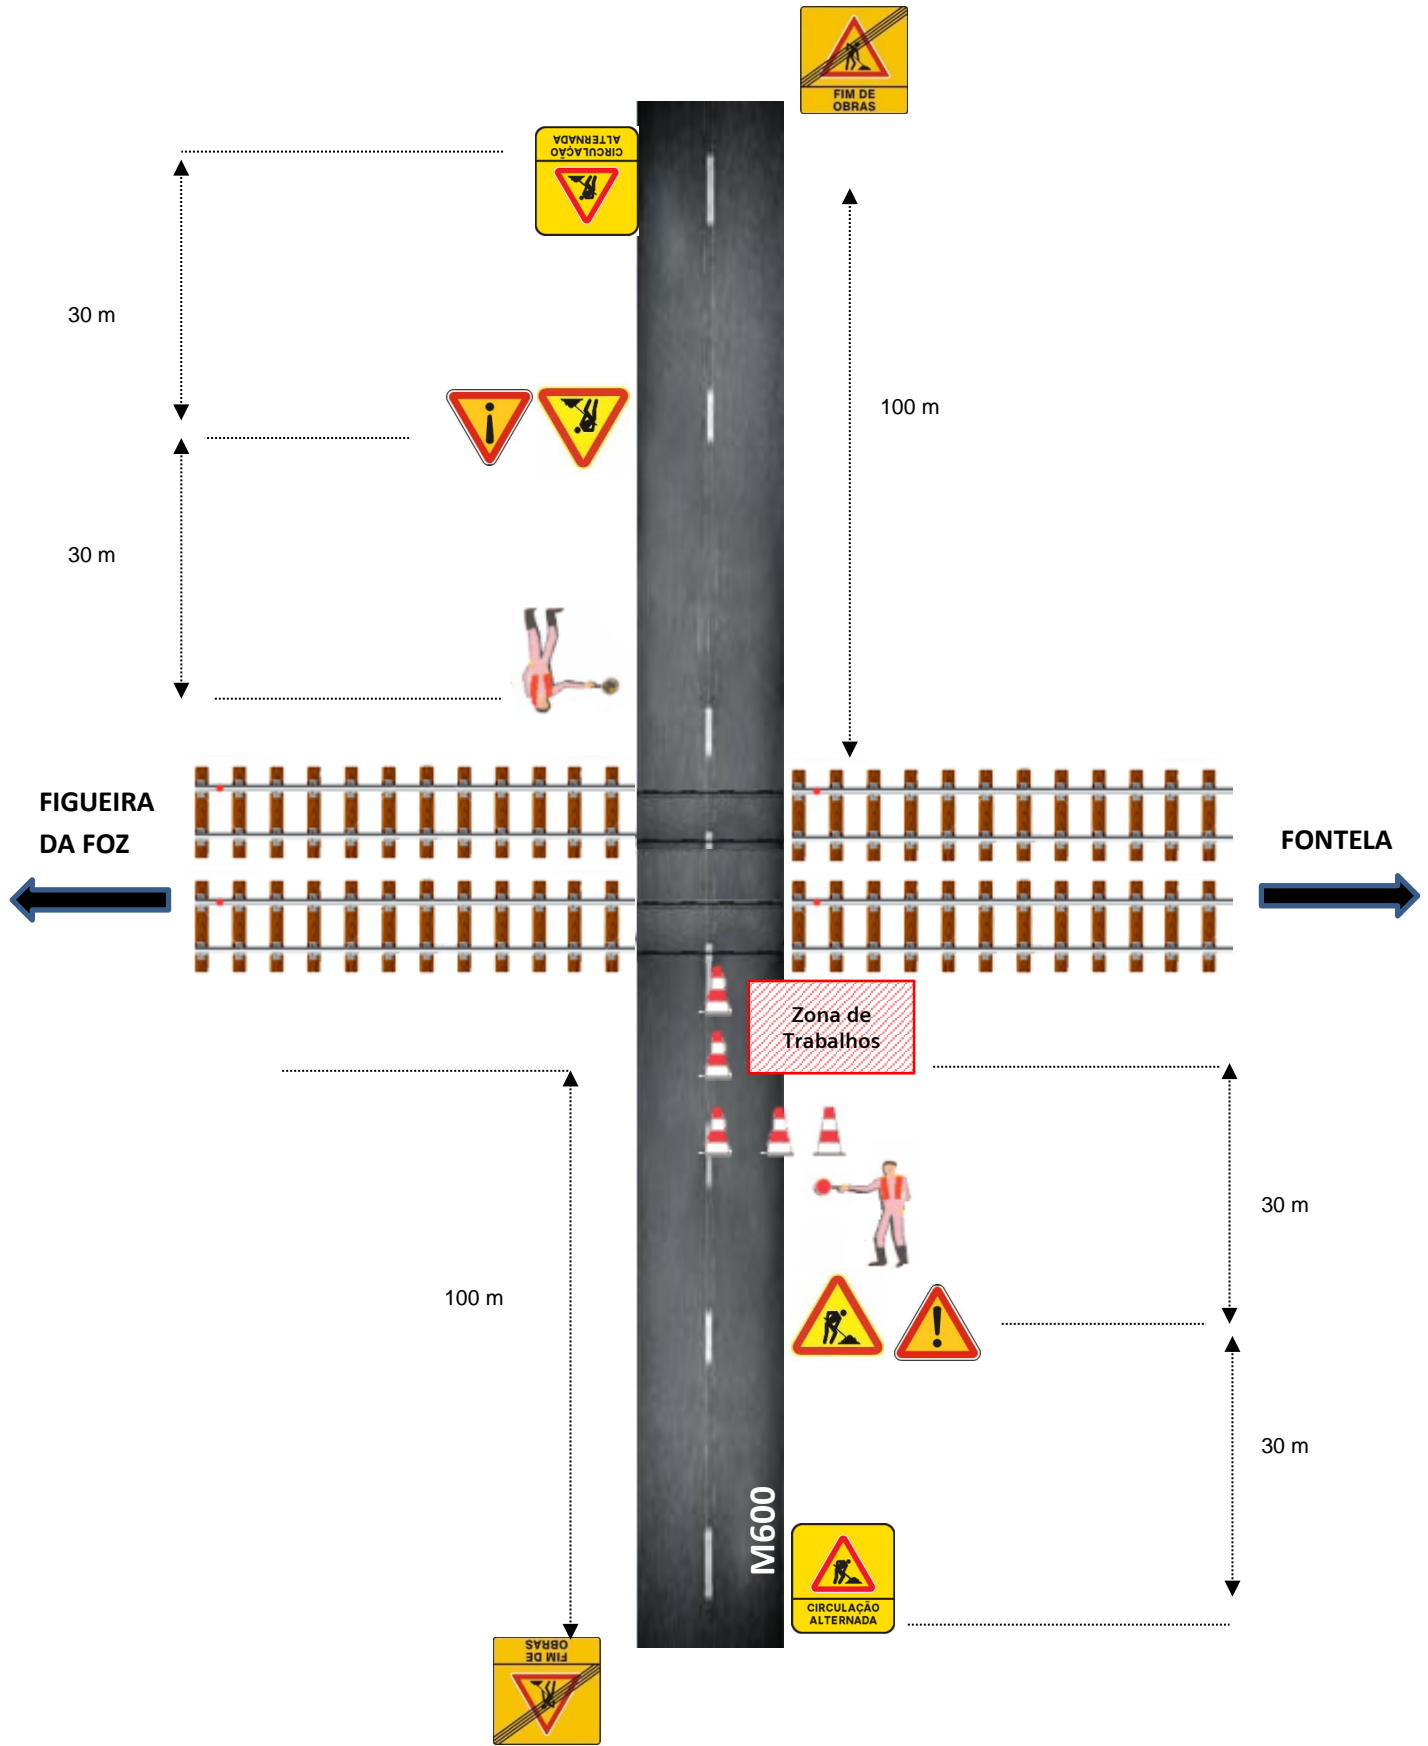 FIM DE
OBRAS
CIRCULAÇÃO
ALTERNADA
30 m
100 m
30 m
FIGUEIRA
DA FOZ
FONTELA
Zona de
Trabalhos
30 m
100 m
30 m
M600
CIRCULAÇÃO
ALTERNADA
FIM DE
OBRAS